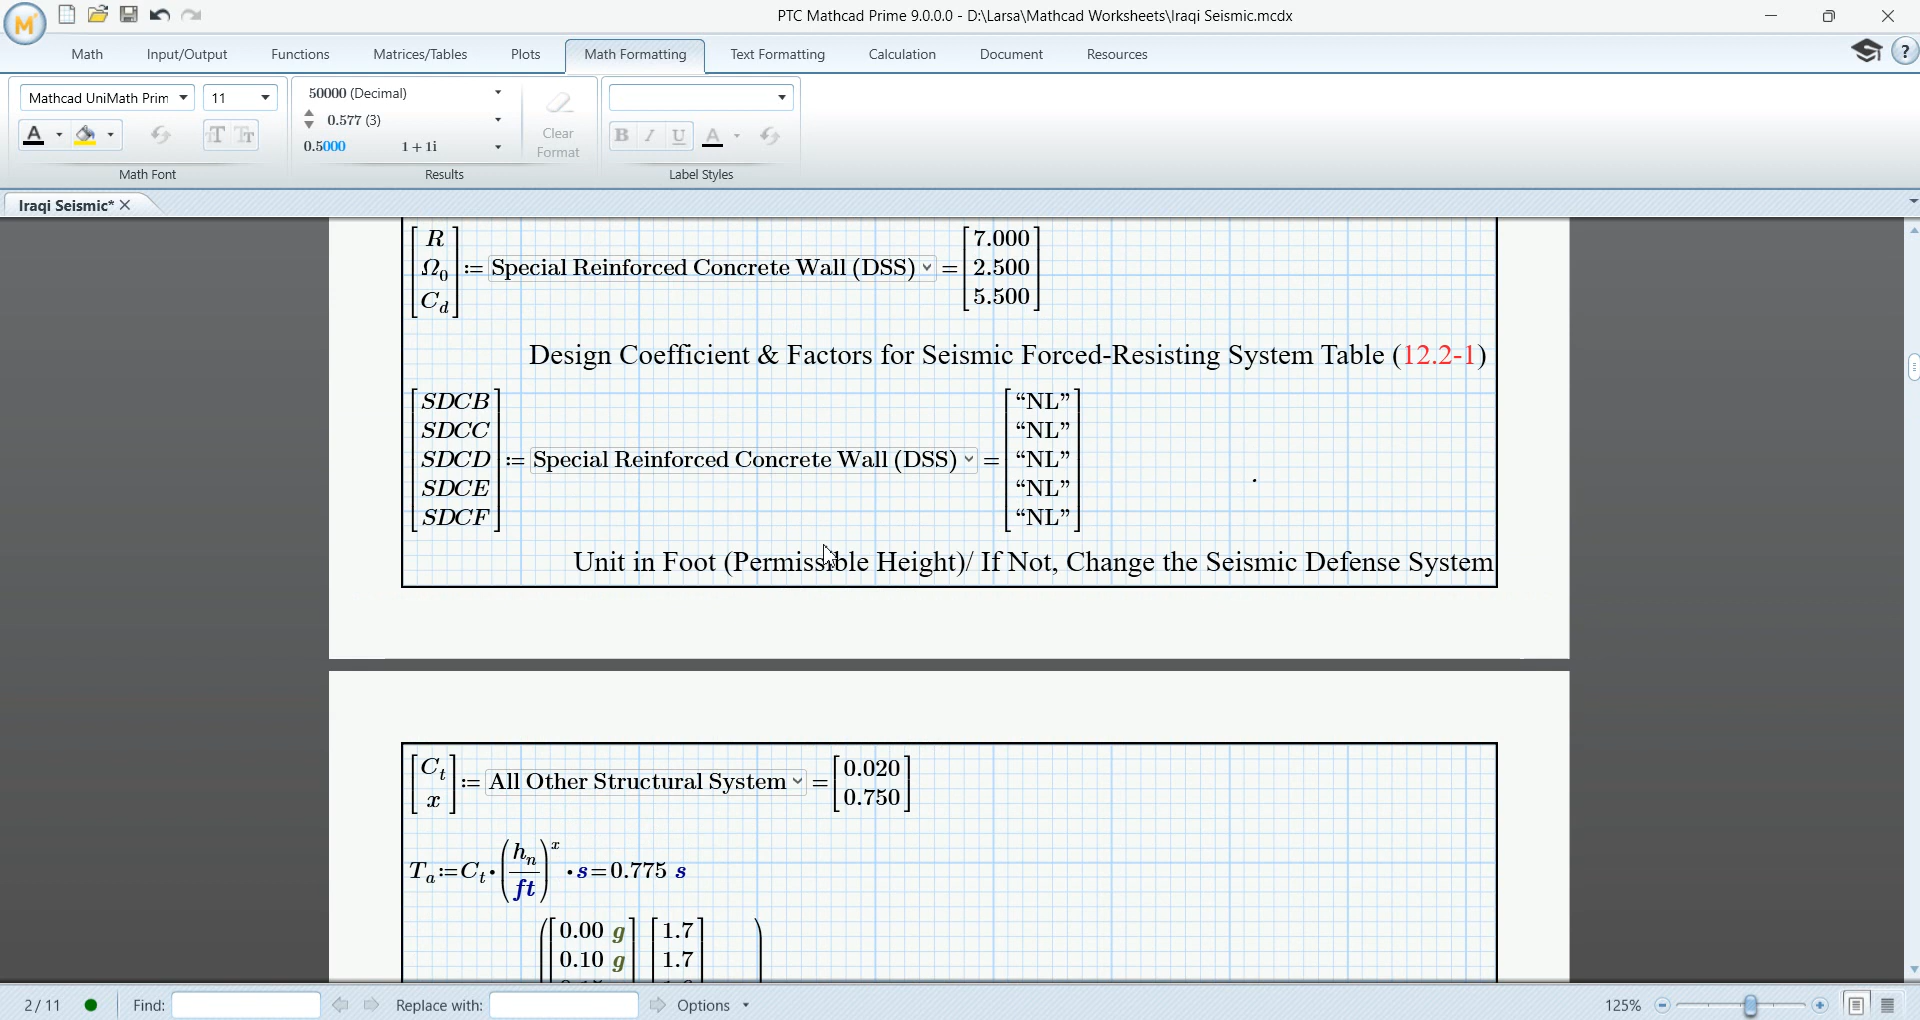 PTC Mathcad Prime 9.0.0.0 - D:\Larsa\Mathcad Worksheets\Iraqi Seismic.mcdx
Math Input/Output Functions Matrices/Tables Plots Math Formatting Text Formatting Calculation Document Resources
Mathcad UniMath Prim 11
50000 (Decimal)
0.577 (3)
0.5000 1 + 1i
Clear Format
B I U A
Math Font Results Label Styles
Iraqi Seismic*
[R Ω0 Cd] := Special Reinforced Concrete Wall (DSS) = [7.000 2.500 5.500]
Design Coefficient & Factors for Seismic Forced-Resisting System Table (12.2-1)
[SDCB SDCC SDCD SDCE SDCF] := Special Reinforced Concrete Wall (DSS) = [“NL” “NL” “NL” “NL” “NL”]
Unit in Foot (Permissible Height)/ If Not, Change the Seismic Defense System
[Ct x] := All Other Structural System = [0.020 0.750]
Ta := Ct · (hn / ft)^x · s = 0.775 s
0.00 g 1.7
0.10 g 1.7
2 / 11 Find: Replace with: Options 125%